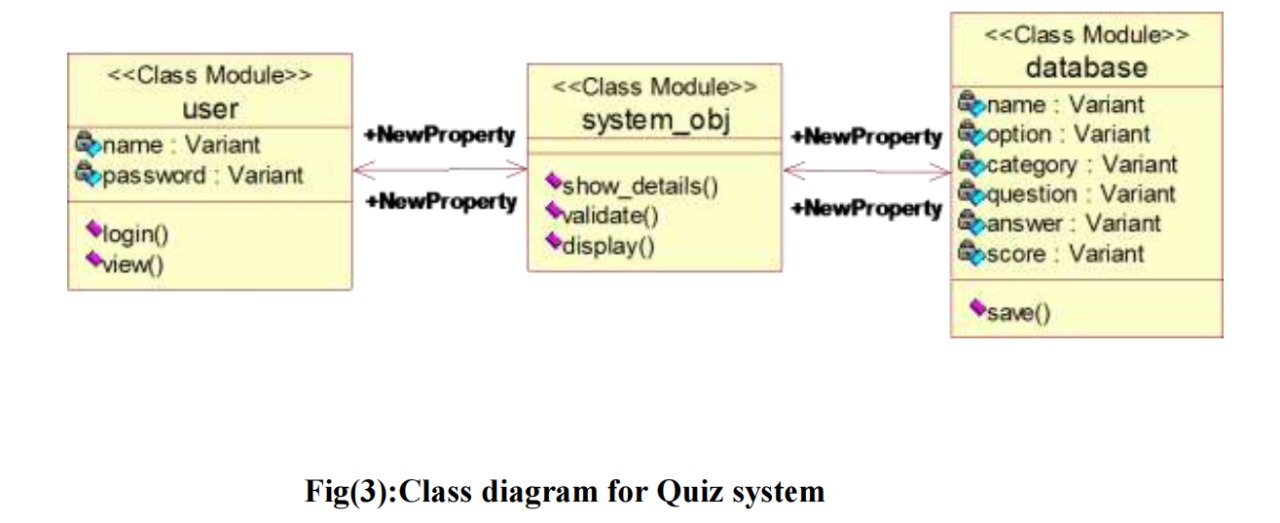 <<Class Module>>
user
name : Variant
password : Variant
login()
view()
+NewProperty
+NewProperty
<<Class Module>>
system_obj
show_details()
validate()
display()
+NewProperty
+NewProperty
<<Class Module>>
database
name : Variant
option : Variant
category : Variant
question : Variant
answer : Variant
score : Variant
save()
Fig(3):Class diagram for Quiz system